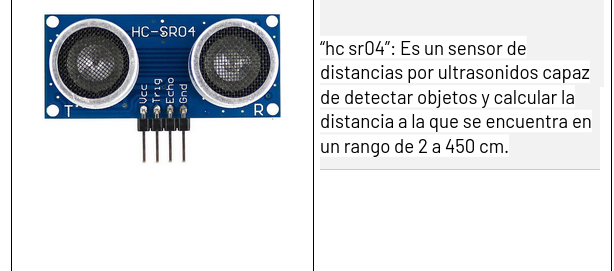 HC-SR04
Vcc
Trig
Echo
Gnd
T
R
“hc sr04”: Es un sensor de
distancias por ultrasonidos capaz
de detectar objetos y calcular la
distancia a la que se encuentra en
un rango de 2 a 450 cm.